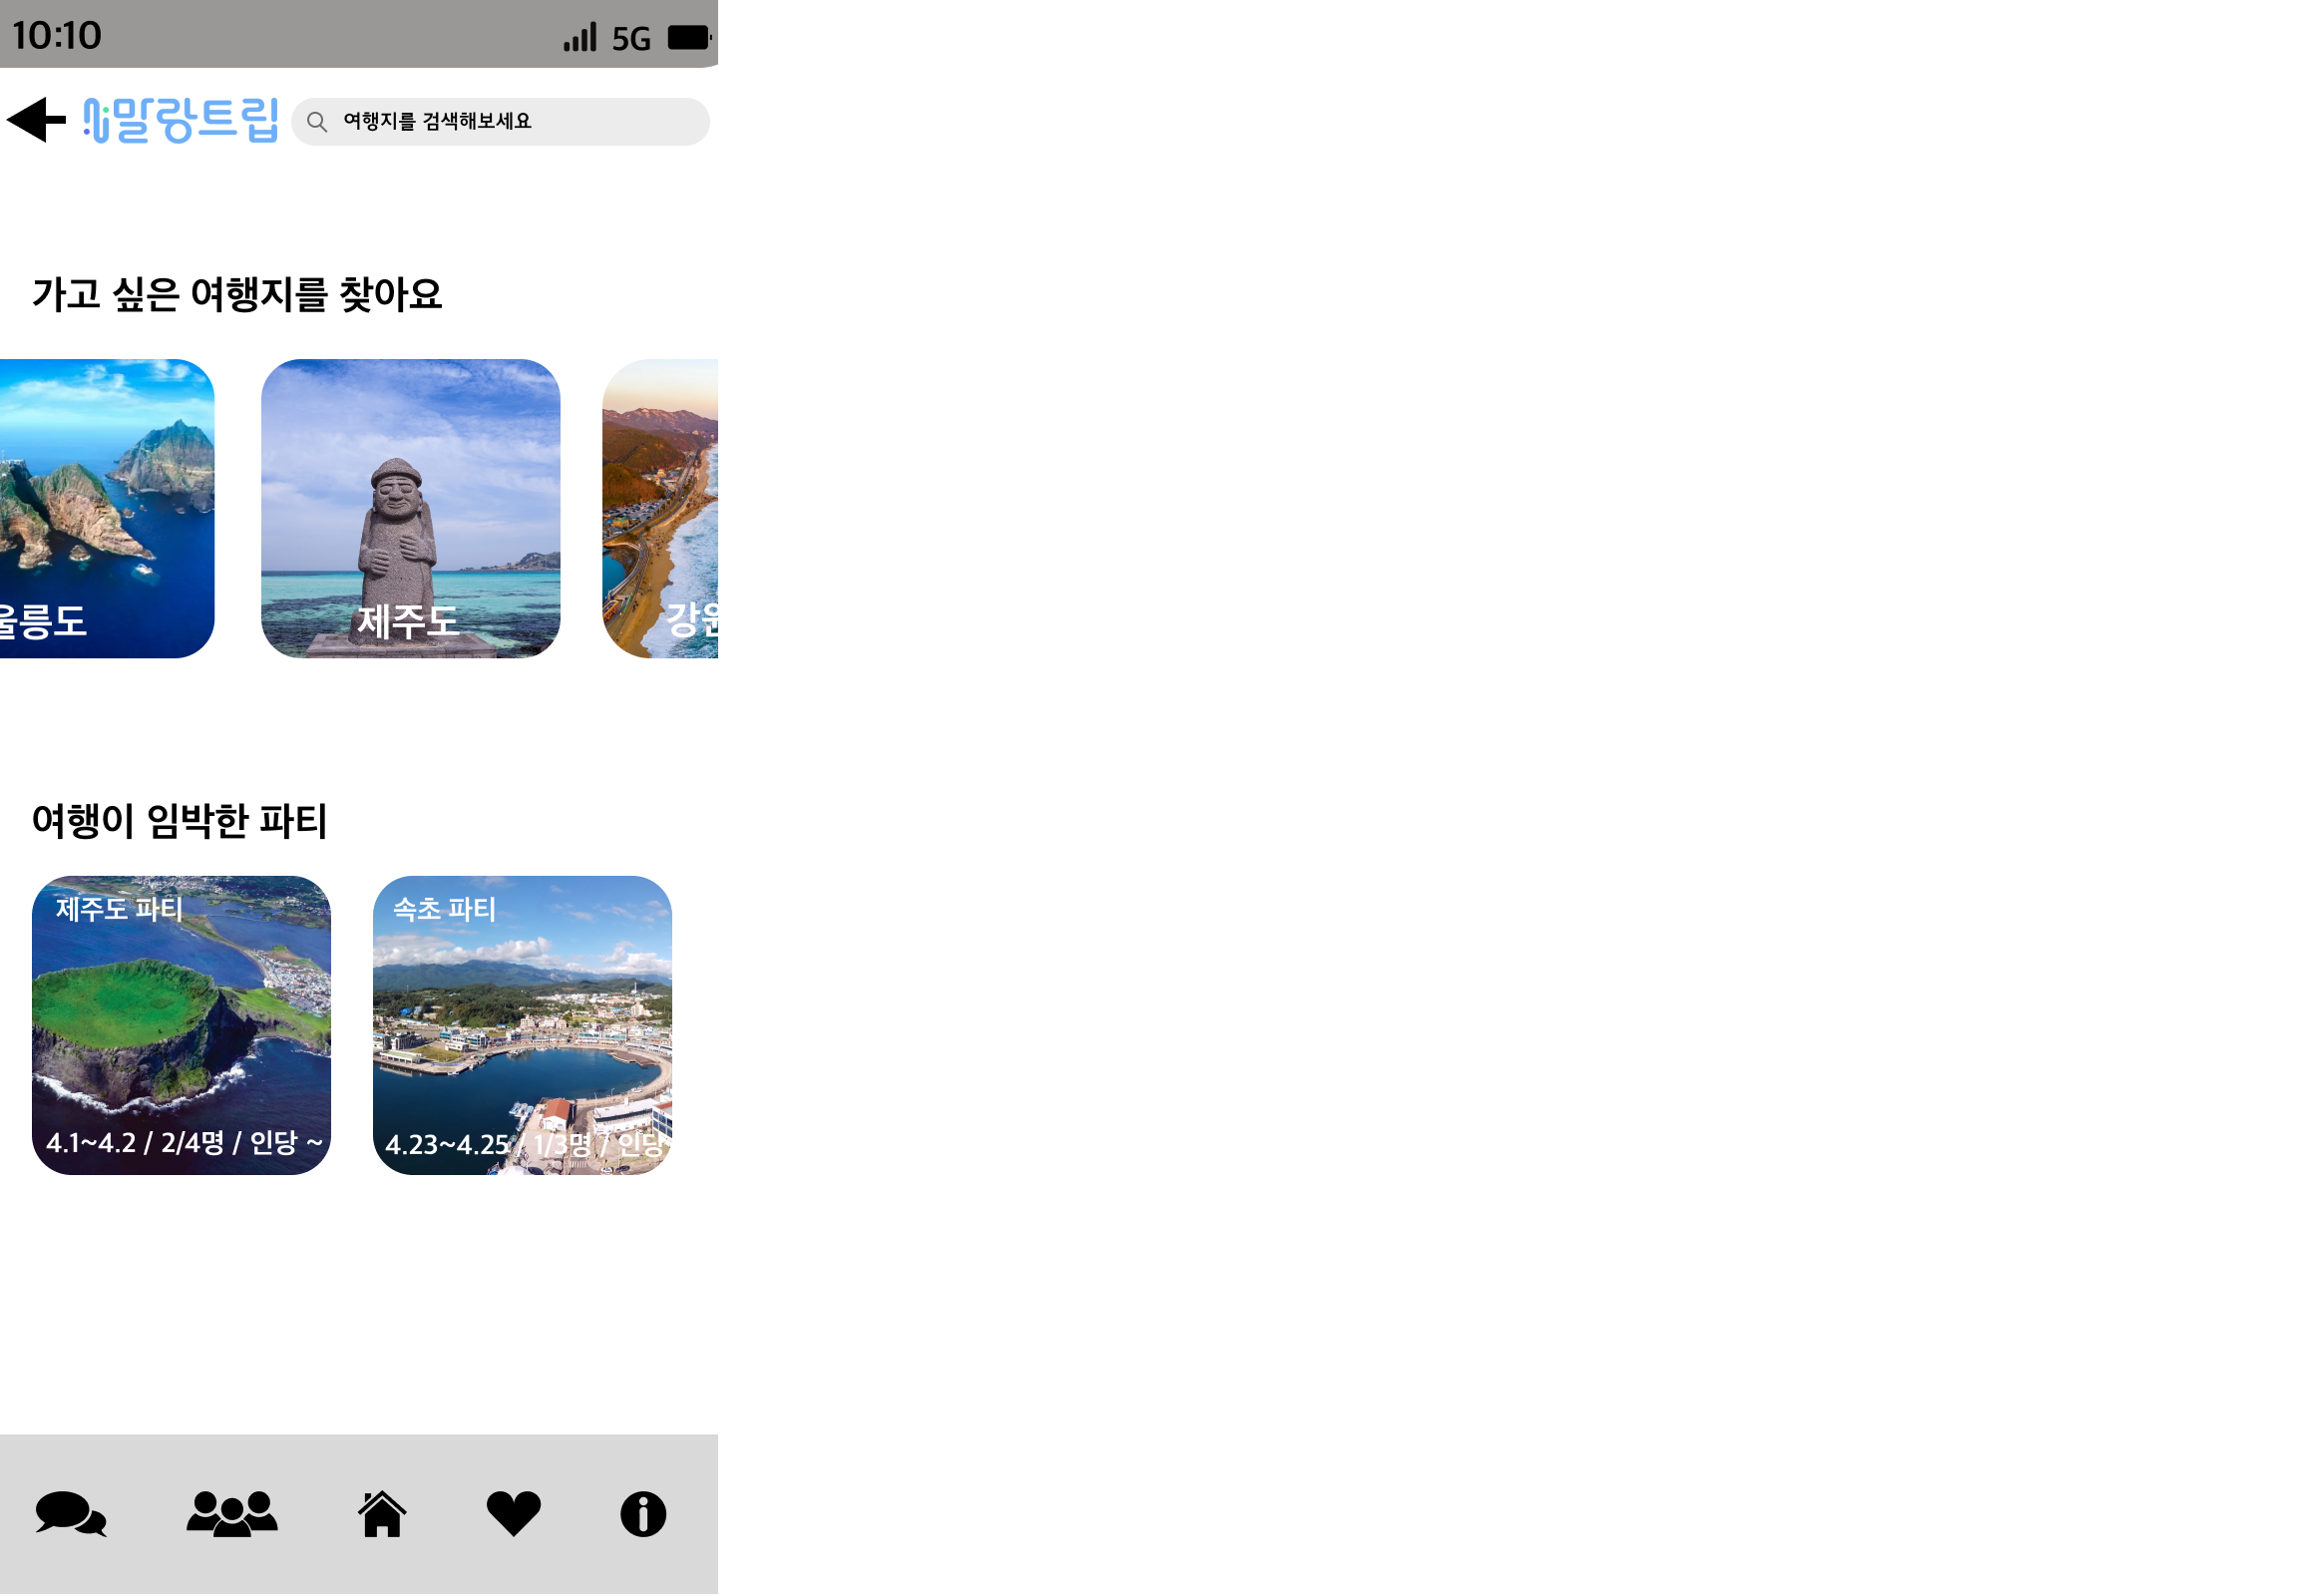 10:10 5G
말랑트립 여행지를 검색해보세요
가고 싶은 여행지를 찾아요
울릉도 제주도 강원
여행이 임박한 파티
제주도 파티 속초 파티
4.1~4.2 / 2/4명 / 인당 ~ 4.23~4.25 / 1/3명 / 인당